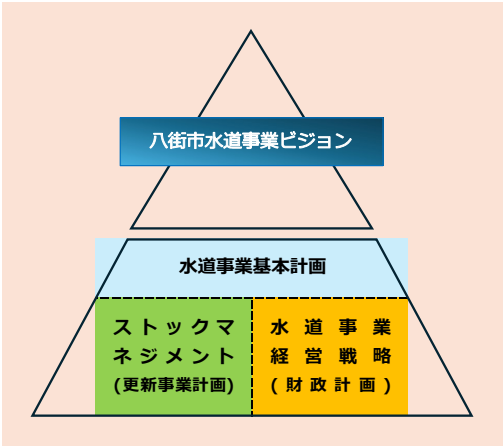 八街市水道事業ビジョン
水道事業基本計画
ストックマ
ネジメント
(更新事業計画)
水道事業
経営戦略
(財政計画)